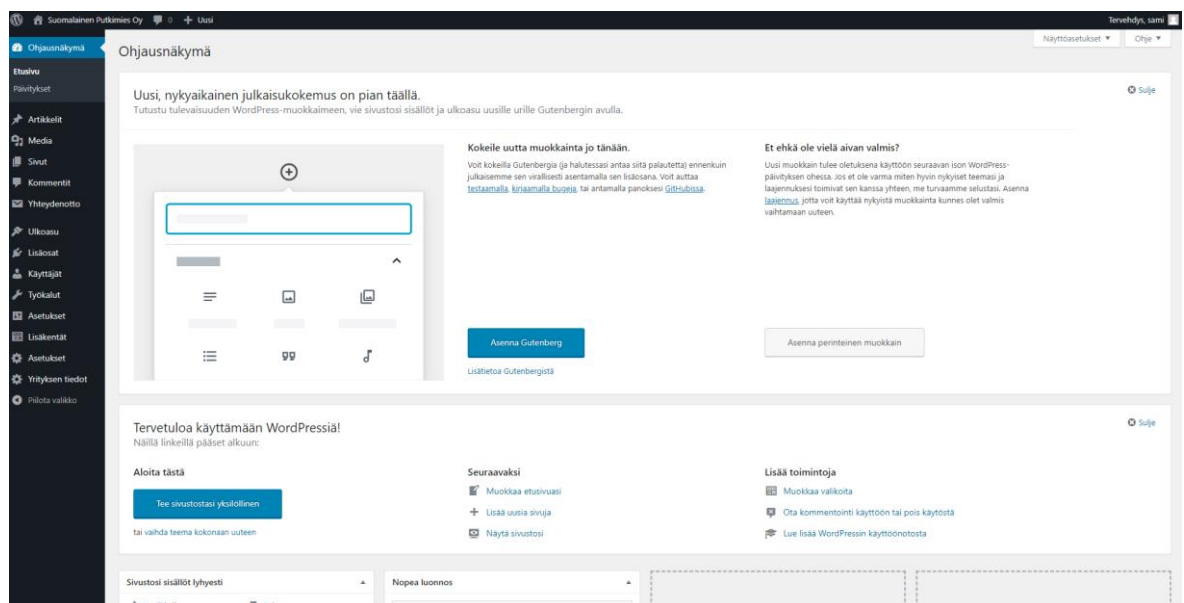 Suomalainen Putkimies Oy 0 + Uusi Tervehdys, sami
Näyttöasetukset ▼ Ohje ▼
Ohjausnäkymä
Etusivu
Päivitykset
Artikkelit
Media
Sivut
Kommentit
Yhteydenotto
Ulkoasu
Lisäosat
Käyttäjät
Työkalut
Asetukset
Lisäkentät
Asetukset
Yrityksen tiedot
Piilota valikko
Ohjausnäkymä
Uusi, nykyaikainen julkaisukokemus on pian täällä.
Sulje
Tutustu tulevaisuuden WordPress-muokkaimeen, vie sivustosi sisällöt ja ulkoasu uusille urille Gutenbergin avulla.
Kokeile uutta muokkainta jo tänään.
Voit kokeilla Gutenbergia (ja halutessasi antaa siitä palautetta) ennenkuin
julkaisemme sen virallisesti asentamalla sen lisäosana. Voit auttaa
testaamalla, kirjaamalla bugeja, tai antamalla panoksesi GitHubissa.
Asenna Gutenberg
Lisätietoa Gutenbergistä
Et ehkä ole vielä aivan valmis?
Uusi muokkain tulee oletuksena käyttöön seuraavan ison WordPress-
päivityksen ohessa. Jos et ole varma miten hyvin nykyiset teemasi ja
laajennuksesi toimivat sen kanssa yhteen, me turvaamme selustasi. Asenna
laajennus, jotta voit käyttää nykyistä muokkainta kunnes olet valmis
vaihtamaan uuteen.
Asenna perinteinen muokkain
Tervetuloa käyttämään WordPressiä!
Sulje
Näillä linkeillä pääset alkuun:
Aloita tästä
Tee sivustostasi yksilöllinen
tai vaihda teema kokonaan uuteen
Seuraavaksi
Muokkaa etusivuasi
Lisää uusia sivuja
Näytä sivustosi
Lisää toimintoja
Muokkaa valikoita
Ota kommentointi käyttöön tai pois käytöstä
Lue lisää WordPressin käyttöönotosta
Sivustosi sisällöt lyhyesti
Nopea luonnos